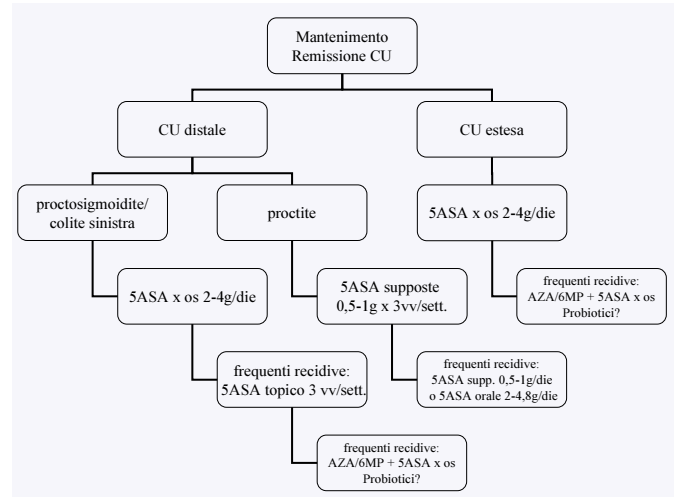 Mantenimento
Remissione CU
CU distale
CU estesa
proctosigmoidite/
colite sinistra
proctite
5ASA x os 2-4g/die
5ASA x os 2-4g/die
5ASA supposte
0,5-1g x 3vv/sett.
frequenti recidive:
AZA/6MP + 5ASA x os
Probiotici?
frequenti recidive:
5ASA topico 3 vv/sett.
frequenti recidive:
5ASA supp. 0,5-1g/die
o 5ASA orale 2-4,8g/die
frequenti recidive:
AZA/6MP + 5ASA x os
Probiotici?